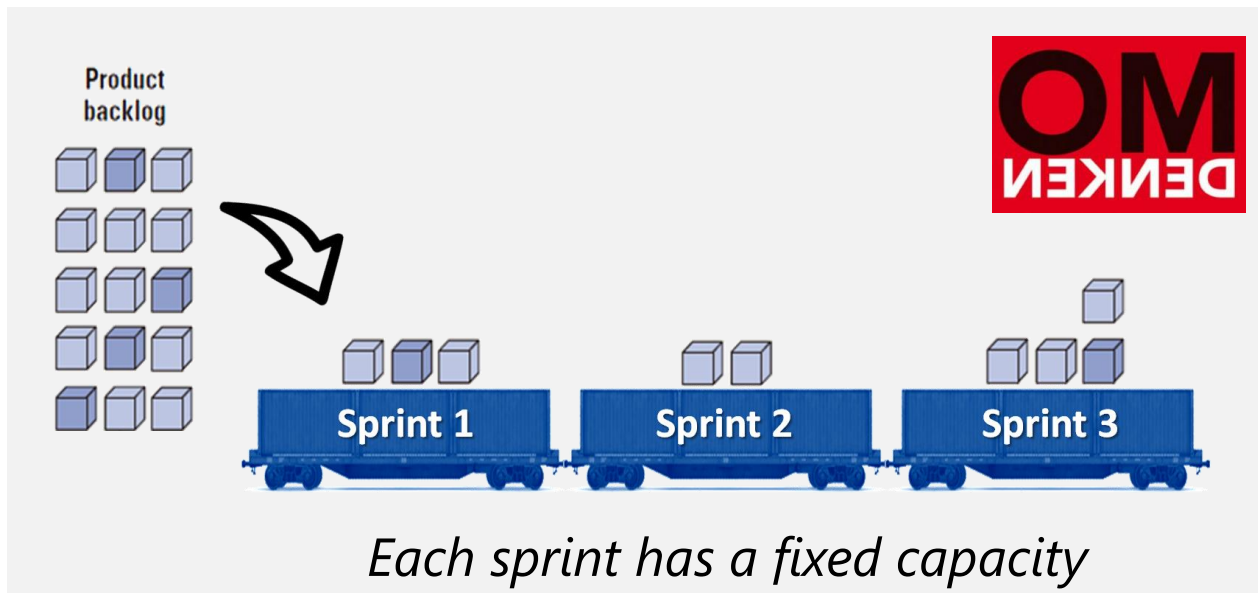 Product
backlog
OM
DENKEN
Sprint 1
Sprint 2
Sprint 3
Each sprint has a fixed capacity